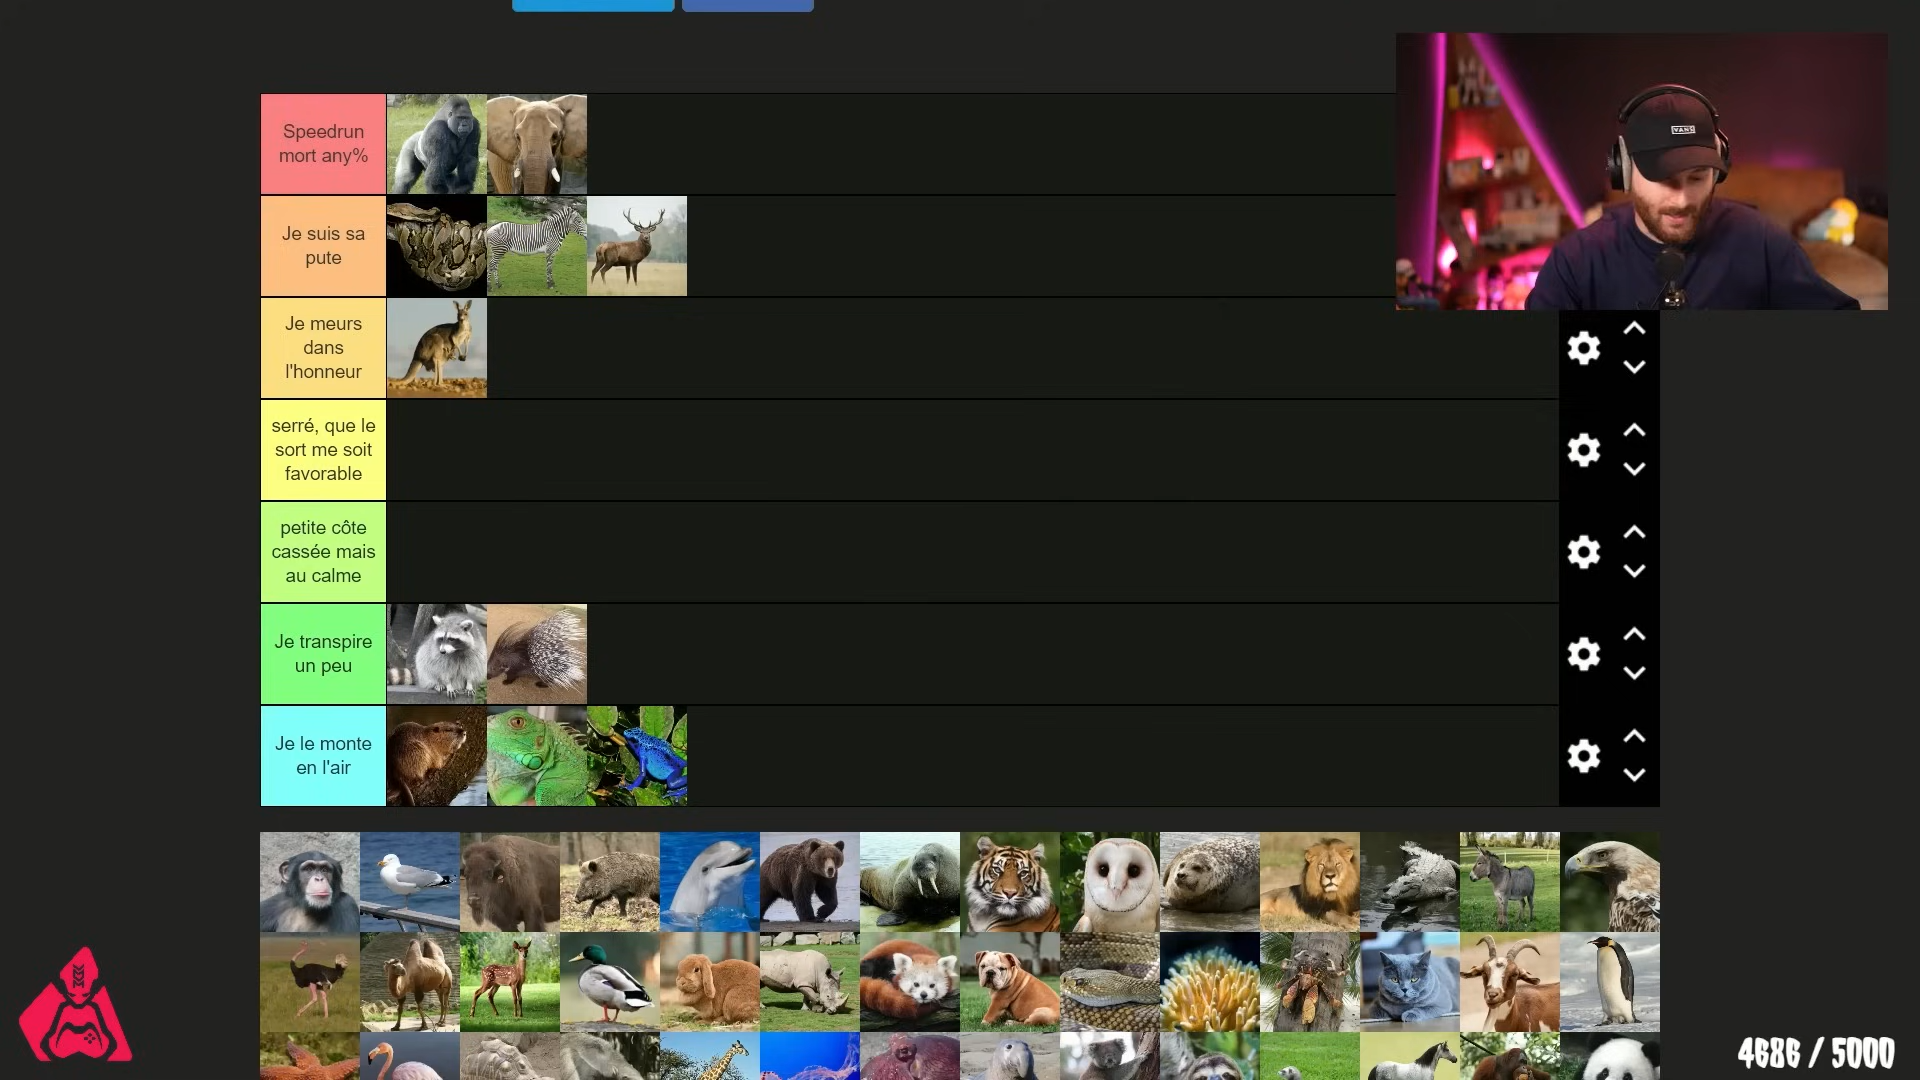 Speedrun
mort any%
VANS
Je suis sa
pute
Je meurs
dans
l'honneur
serré, que le
sort me soit
favorable
petite côte
cassée mais
au calme
Je transpire
un peu
Je le monte
en l'air
4686 / 5000